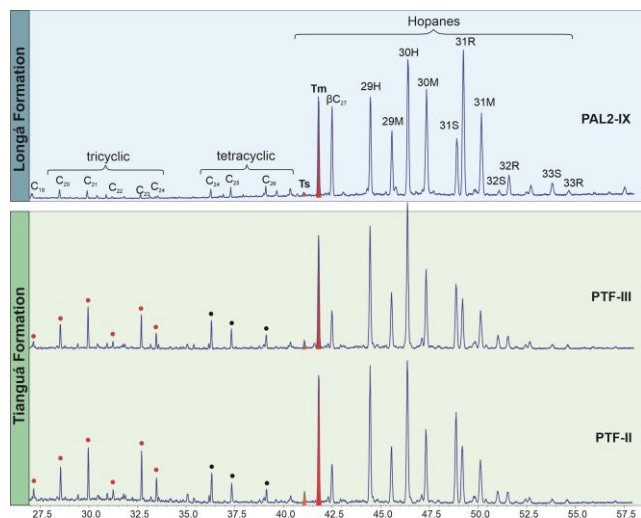 Longá Formation
Hopanes
PAL2-IX
tricyclic
tetracyclic
C₁₉
C₂₀
C₂₁
C₂₂
C₂₃
C₂₄
C₂₄
C₂₅
C₂₆
Ts
Tm
βC₂₇
29H
29M
30H
30M
31S
31R
31M
32S
32R
33S
33R
Tianguá Formation
PTF-III
PTF-II
27.5 30.0 32.5 35.0 37.5 40.0 42.5 45.0 47.5 50.0 52.5 55.0 57.5